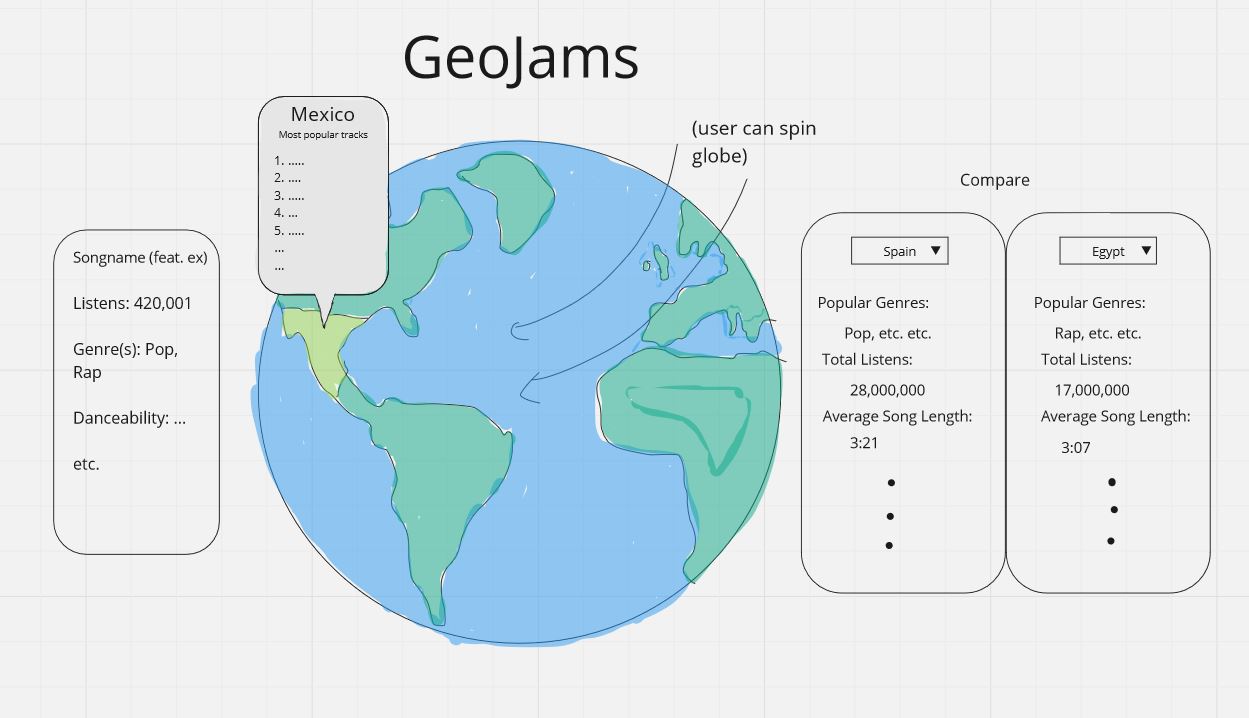 GeoJams
Mexico
Most popular tracks
1. .....
2. ....
3. .....
4. ...
5. .....
...
...
(user can spin
globe)
Songname (feat. ex)
Listens: 420,001
Genre(s): Pop,
Rap
Danceability: ...
etc.
Compare
Spain
Popular Genres:
Pop, etc. etc.
Total Listens:
28,000,000
Average Song Length:
3:21
Egypt
Popular Genres:
Rap, etc. etc.
Total Listens:
17,000,000
Average Song Length:
3:07